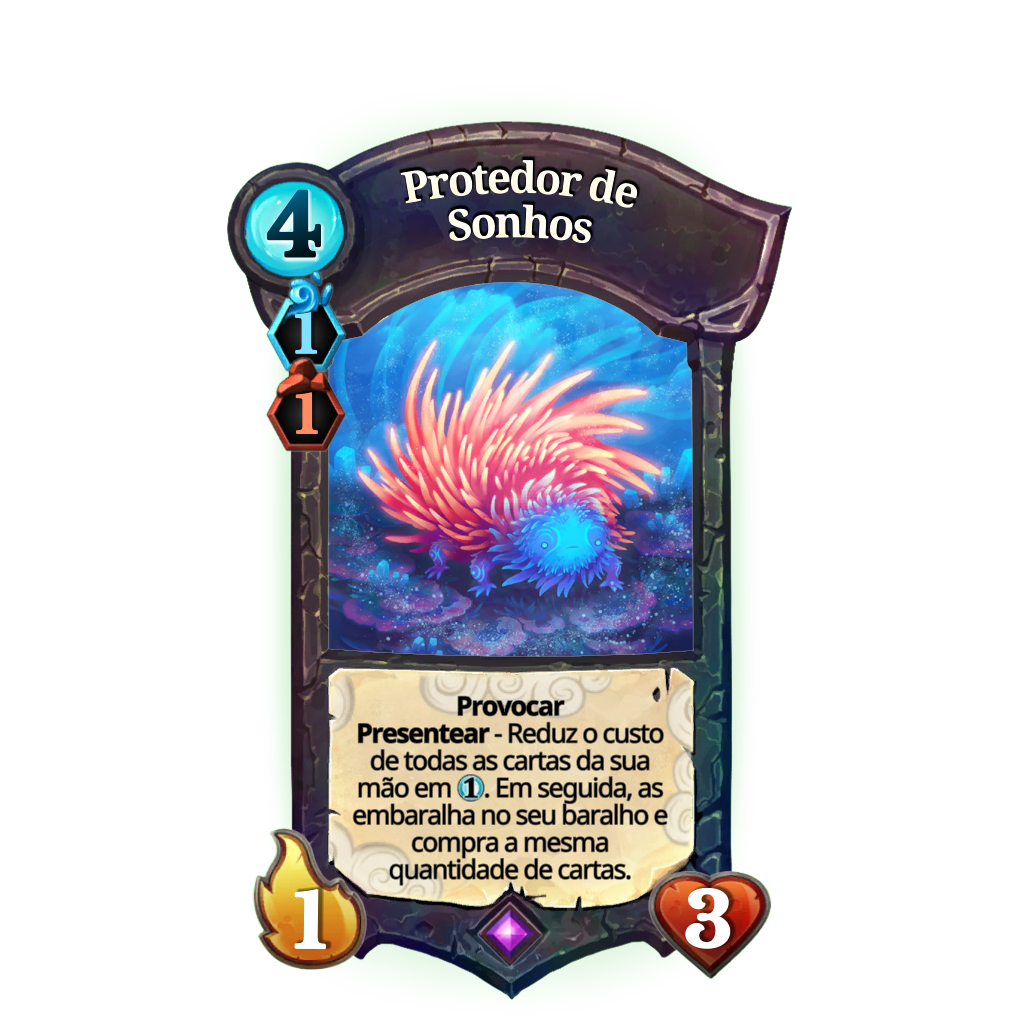 Protedor de
Sonhos
4
1
1
Provocar
Presentear - Reduz o custo
de todas as cartas da sua
mão em 1. Em seguida, as
embaralha no seu baralho e
compra a mesma
quantidade de cartas.
1
3